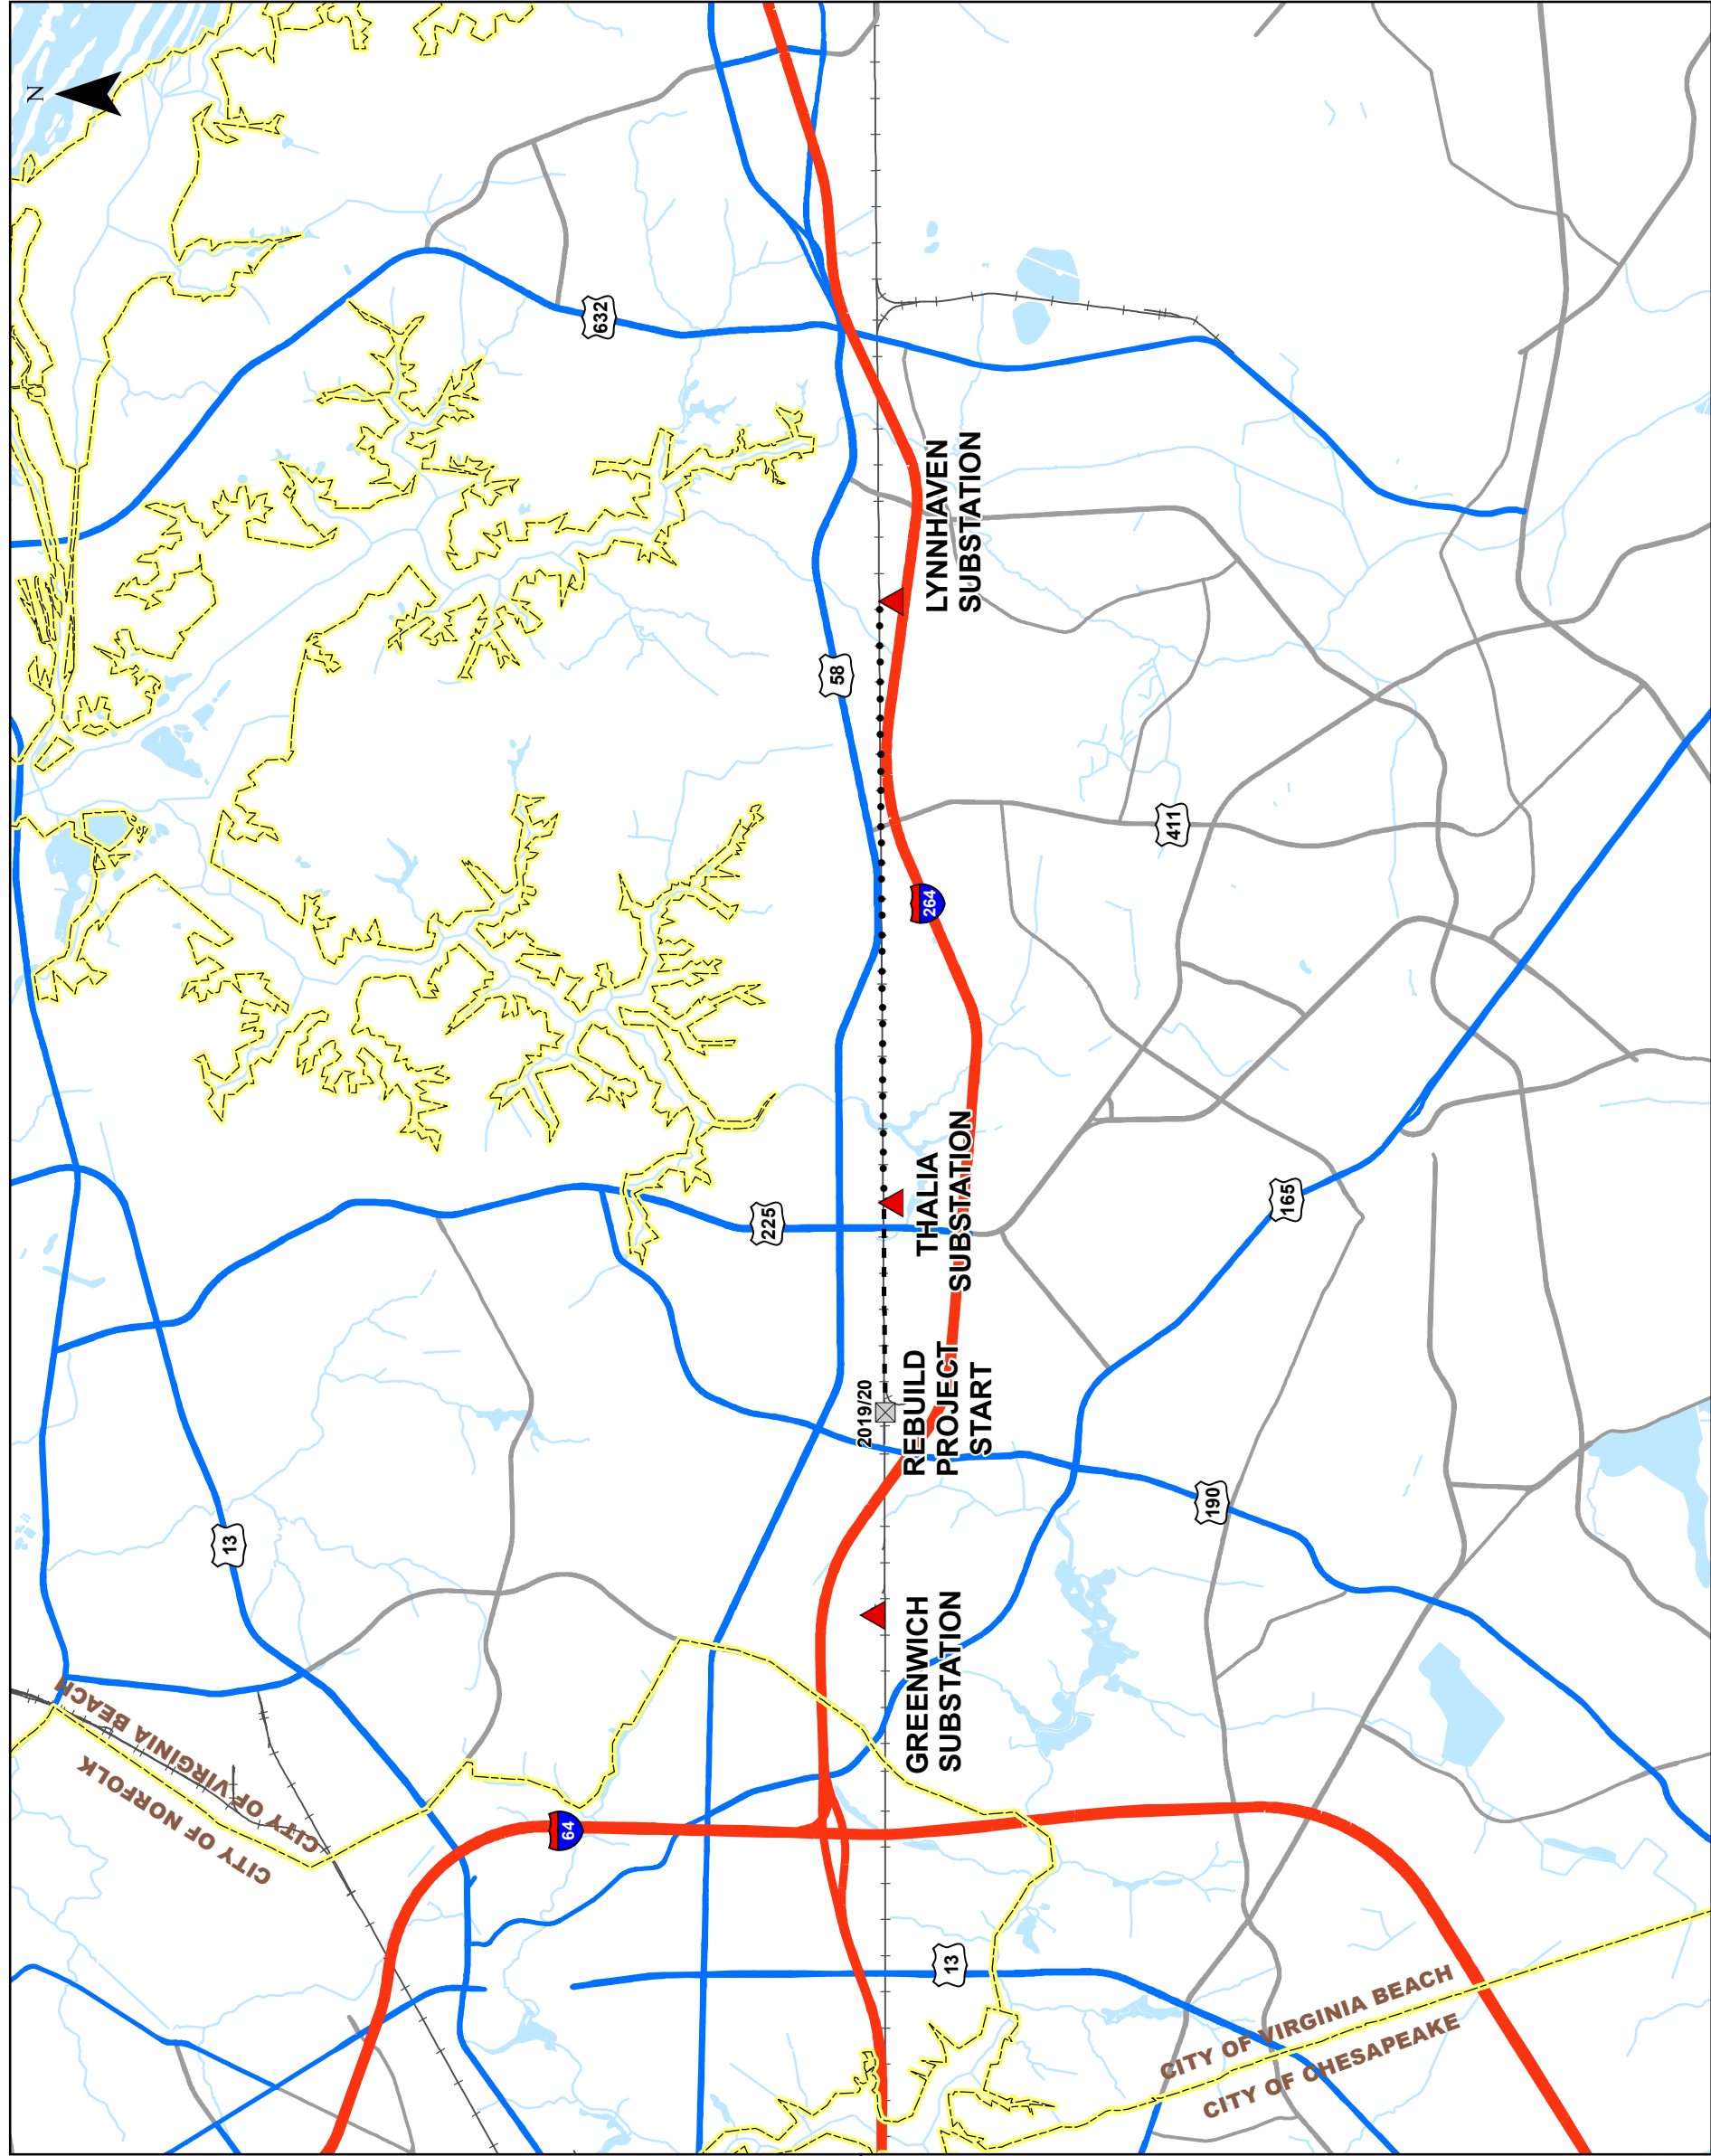 N
632
LYNNHAVEN
SUBSTATION
58
411
264
THALIA
SUBSTATION
225
165
2019/20
REBUILD
PROJECT
START
190
13
GREENWICH
SUBSTATION
CITY OF VIRGINIA BEACH
CITY OF NORFOLK
64
13
CITY OF VIRGINIA BEACH
CITY OF CHESAPEAKE